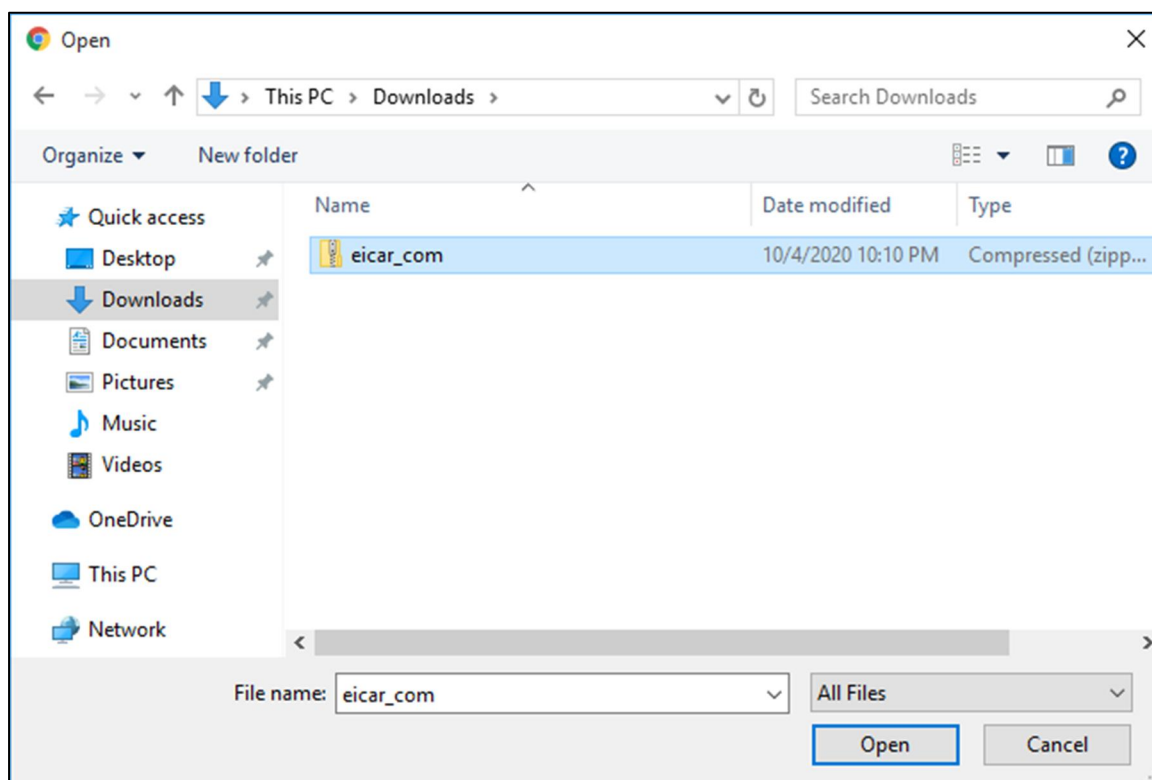 Open
This PC > Downloads >
Search Downloads
Organize
New folder
?
Name
Date modified
Type
Quick access
Desktop
Downloads
Documents
Pictures
Music
Videos
OneDrive
This PC
Network
eicar_com
10/4/2020 10:10 PM
Compressed (zipp...
File name:
eicar_com
All Files
Open
Cancel